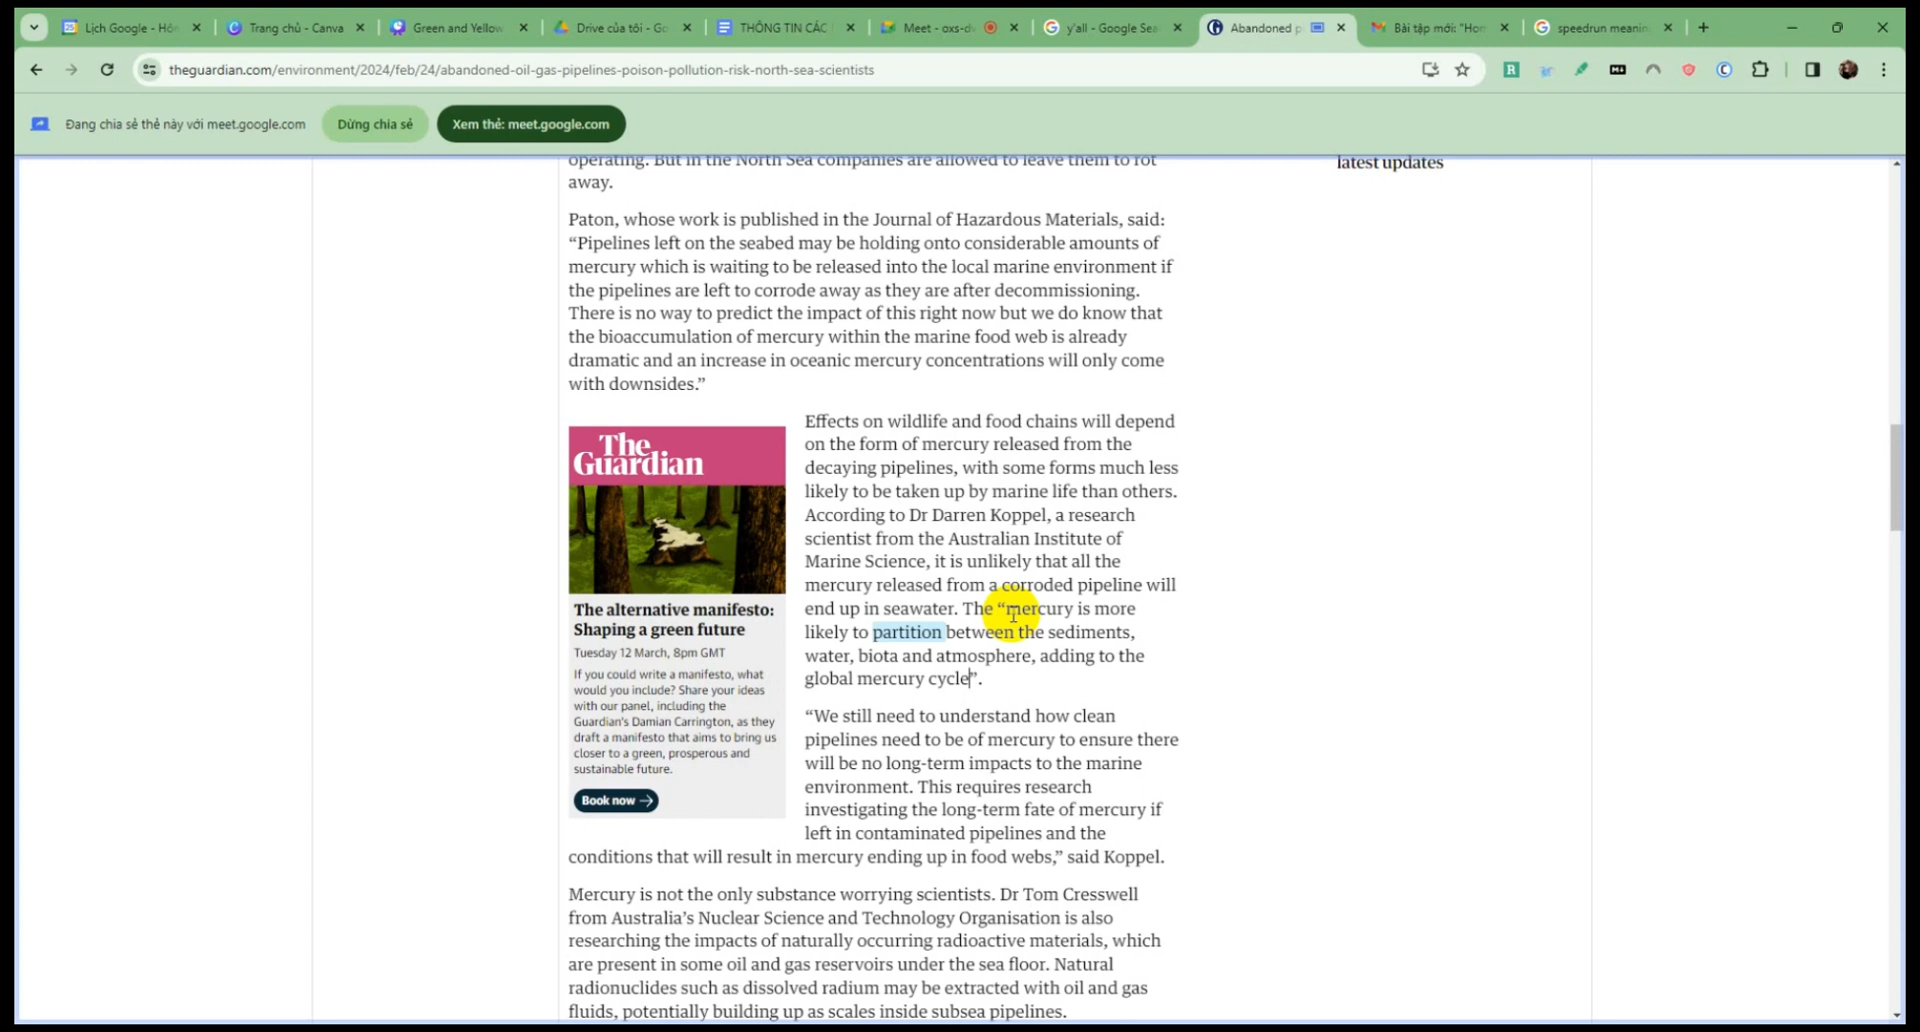 Lịch Google - Hôn
Trang chủ - Canva
Green and Yellow
Drive của tôi - Go
THÔNG TIN CÁC
Meet - oxs-dv
y'all - Google Sea
Abandoned p
Bài tập mới: "Hom
speedrun meanin
theguardian.com/environment/2024/feb/24/abandoned-oil-gas-pipelines-poison-pollution-risk-north-sea-scientists
Đang chia sẻ thẻ này với meet.google.com
Dừng chia sẻ
Xem thẻ: meet.google.com
operating. But in the North Sea companies are allowed to leave them to rot
away.
latest updates
Paton, whose work is published in the Journal of Hazardous Materials, said:
“Pipelines left on the seabed may be holding onto considerable amounts of
mercury which is waiting to be released into the local marine environment if
the pipelines are left to corrode away as they are after decommissioning.
There is no way to predict the impact of this right now but we do know that
the bioaccumulation of mercury within the marine food web is already
dramatic and an increase in oceanic mercury concentrations will only come
with downsides.”
The
Guardian
The alternative manifesto:
Shaping a green future
Tuesday 12 March, 8pm GMT
If you could write a manifesto, what
would you include? Share your ideas
with our panel, including the
Guardian's Damian Carrington, as they
draft a manifesto that aims to bring us
closer to a green, prosperous and
sustainable future.
Book now →
Effects on wildlife and food chains will depend
on the form of mercury released from the
decaying pipelines, with some forms much less
likely to be taken up by marine life than others.
According to Dr Darren Koppel, a research
scientist from the Australian Institute of
Marine Science, it is unlikely that all the
mercury released from a corroded pipeline will
end up in seawater. The “mercury is more
likely to partition between the sediments,
water, biota and atmosphere, adding to the
global mercury cycle”.
“We still need to understand how clean
pipelines need to be of mercury to ensure there
will be no long-term impacts to the marine
environment. This requires research
investigating the long-term fate of mercury if
left in contaminated pipelines and the
conditions that will result in mercury ending up in food webs,” said Koppel.
Mercury is not the only substance worrying scientists. Dr Tom Cresswell
from Australia’s Nuclear Science and Technology Organisation is also
researching the impacts of naturally occurring radioactive materials, which
are present in some oil and gas reservoirs under the sea floor. Natural
radionuclides such as dissolved radium may be extracted with oil and gas
fluids, potentially building up as scales inside subsea pipelines.